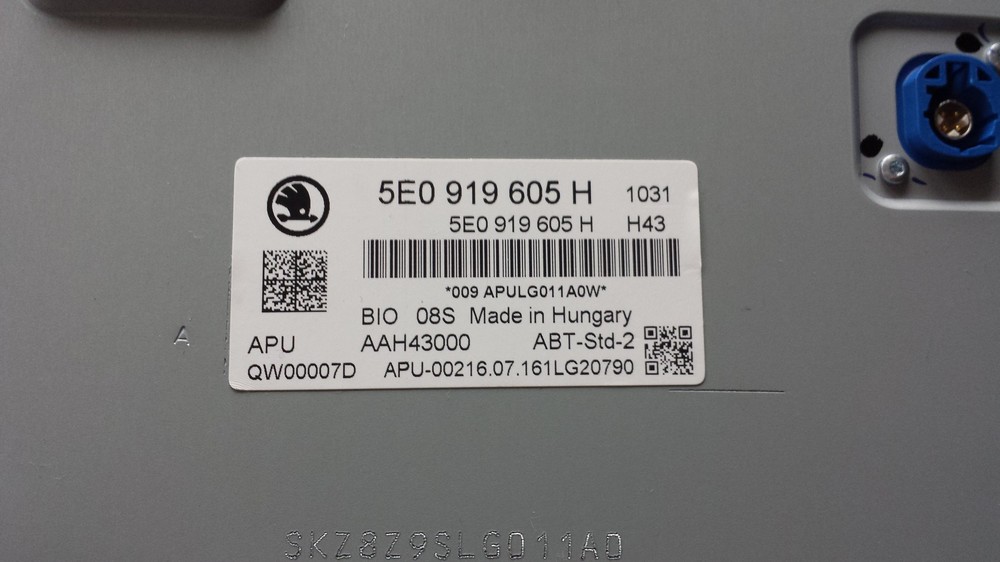 5E0 919 605 H 1031
5E0 919 605 H H43
*009 APULG011A0W*
BIO 08S Made in Hungary
A
APU AAH43000 ABT-Std-2
QW00007D APU-00216.07.161LG20790
SKZ8Z9SLG011A0